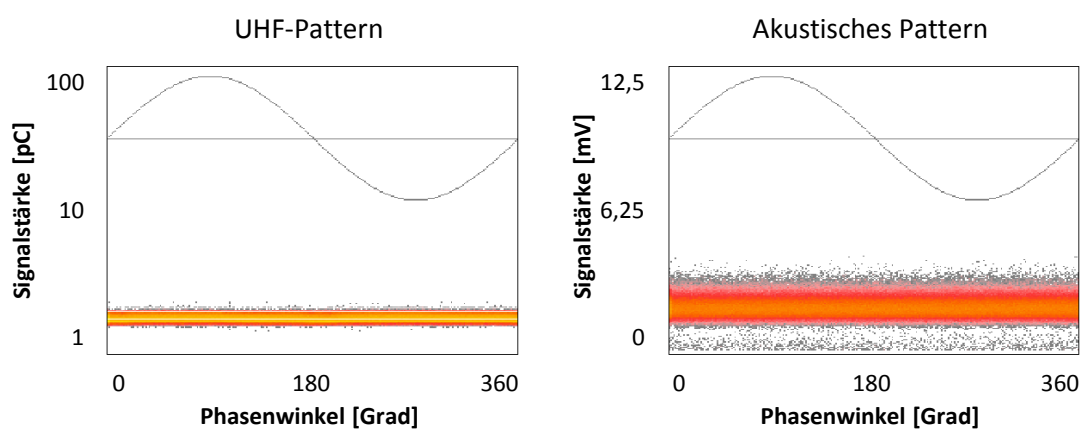 UHF-Pattern
Signalstärke [pC]
100
10
1
0 180 360
Phasenwinkel [Grad]
Akustisches Pattern
Signalstärke [mV]
12,5
6,25
0
0 180 360
Phasenwinkel [Grad]